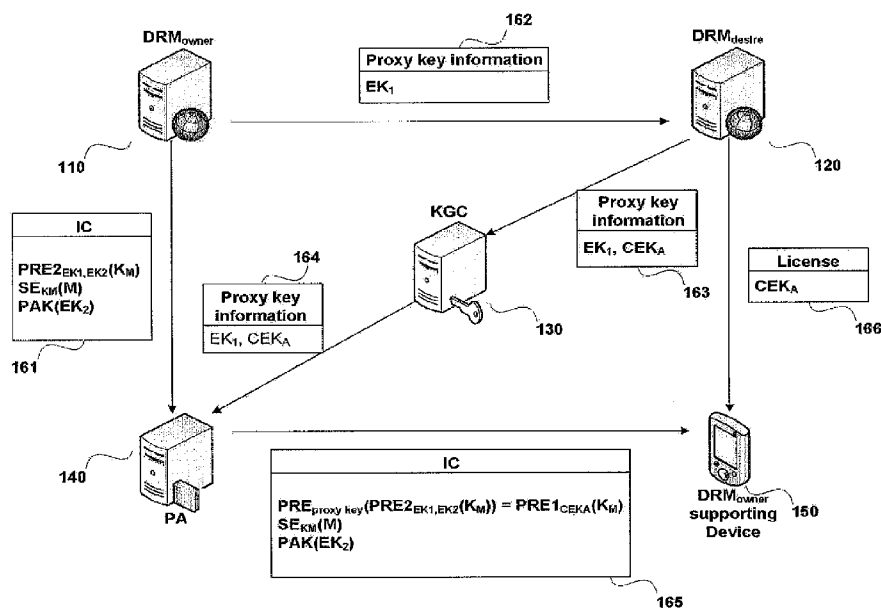 162
DRMowner
Proxy key information
EK₁
DRMdesire
110
120
IC
PRE2EK1,EK2(KM)
SEKM(M)
PAK(EK₂)
161
KGC
130
Proxy key
information
EK₁, CEKA
163
164
Proxy key
information
EK₁, CEKA
License
CEKA
166
140
PA
IC
PREproxy key(PRE2EK1,EK2(KM)) = PRE1CEKA(KM)
SEKM(M)
PAK(EK₂)
165
DRMowner
supporting
Device
150